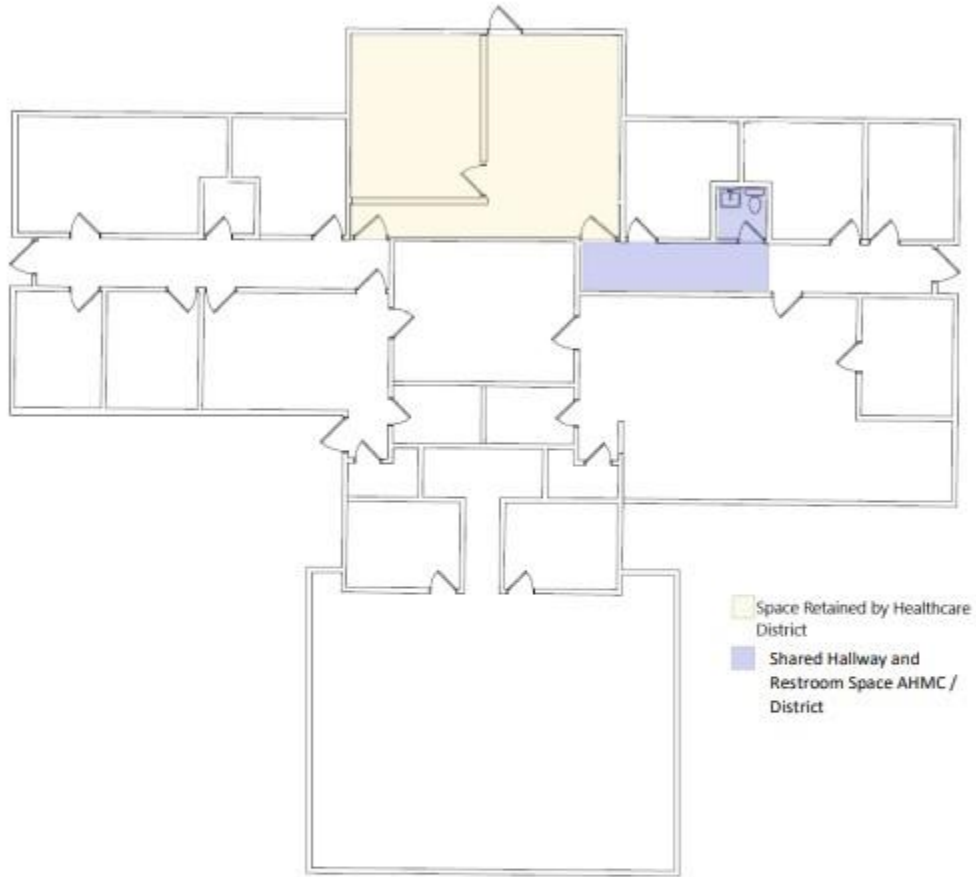 Space Retained by Healthcare
District
Shared Hallway and
Restroom Space AHMC /
District